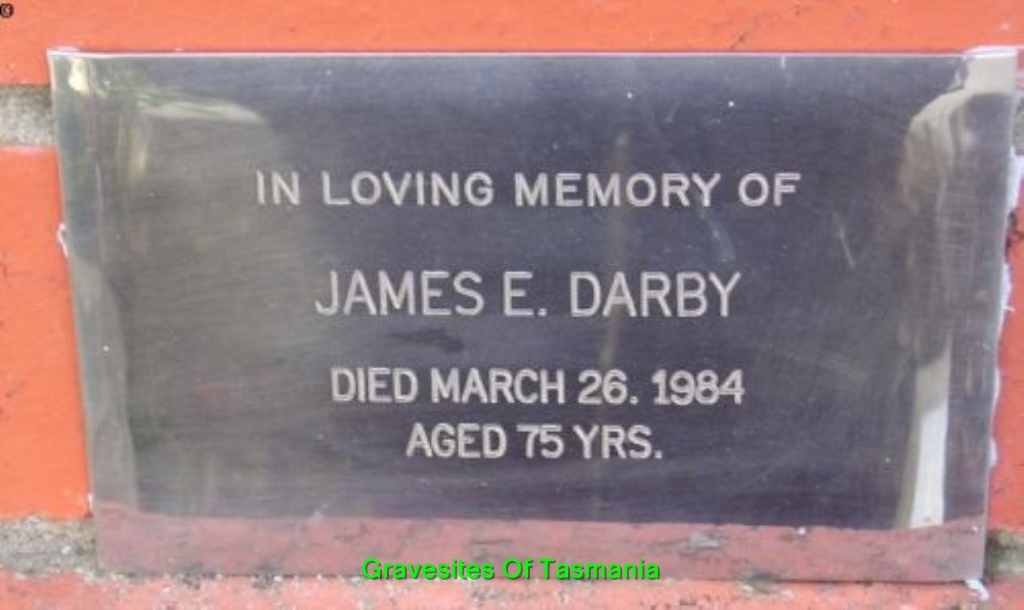 IN LOVING MEMORY OF
JAMES E. DARBY
DIED MARCH 26. 1984
AGED 75 YRS.
Gravesites Of Tasmania